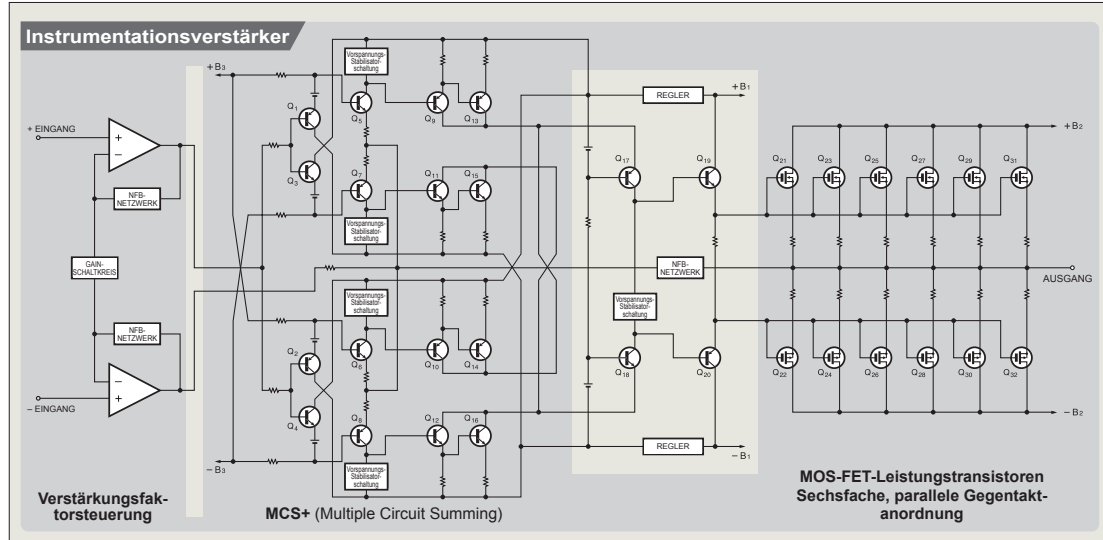 Instrumentationsverstärker
+ EINGANG
+
−
NFB-
NETZWERK
GAIN-
SCHALTKREIS
NFB-
NETZWERK
−
+
− EINGANG
Verstärkungsfak-
torsteuerung
+B3
Q1
Q3
Vorspannungs-
Stabilisator-
schaltung
Q5
Q9
Q13
Q7
Q11
Q15
Vorspannungs-
Stabilisator-
schaltung
Vorspannungs-
Stabilisator-
schaltung
Q2
Q4
Q6
Q10
Q14
Q8
Q12
Q16
Vorspannungs-
Stabilisator-
schaltung
−B3
MCS+ (Multiple Circuit Summing)
REGLER
+B1
Q17
Q19
NFB-
NETZWERK
Vorspannungs-
Stabilisator-
schaltung
Q18
Q20
REGLER
−B1
+B2
Q21
Q23
Q25
Q27
Q29
Q31
AUSGANG
Q22
Q24
Q26
Q28
Q30
Q32
−B2
MOS-FET-Leistungstransistoren
Sechsfache, parallele Gegentakt-
anordnung